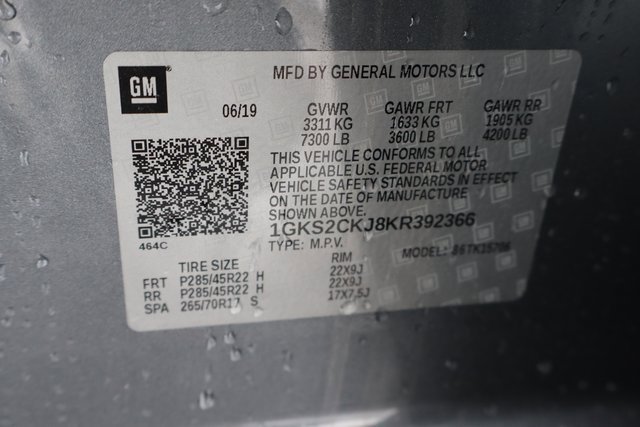 GM
MFD BY GENERAL MOTORS LLC
06/19 GVWR GAWR FRT GAWR RR
3311 KG 1633 KG 1905 KG
7300 LB 3600 LB 4200 LB
THIS VEHICLE CONFORMS TO ALL
APPLICABLE U.S. FEDERAL MOTOR
VEHICLE SAFETY STANDARDS IN EFFECT
ON THE DATE OF MANUFACTURE
SHOWN ABOVE.
1GKS2CKJ8KR392366
464C
TYPE: M.P.V. MODEL: TK15706
TIRE SIZE RIM
FRT P285/45R22 H 22X9J
RR P285/45R22 H 22X9J
SPA 265/70R17 S 17X7.5J